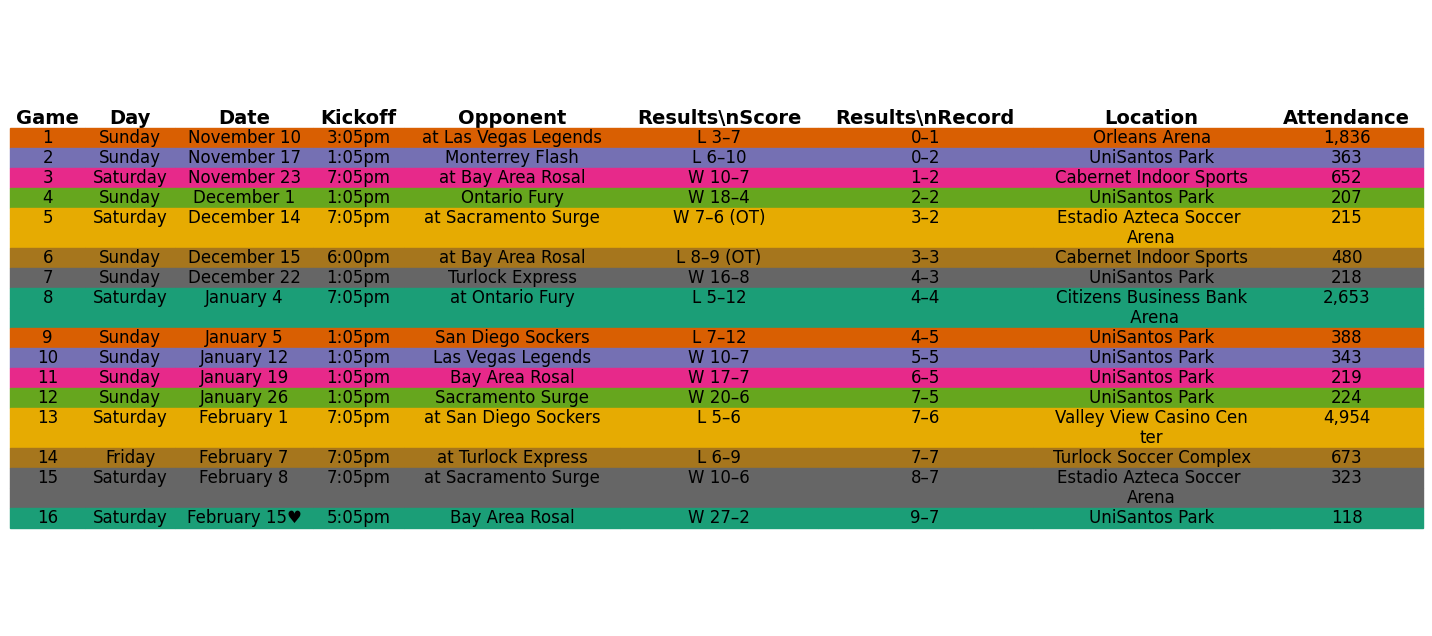 Game Day Date Kickoff Opponent Results\nScore Results\nRecord Location Attendance
1 Sunday November 10 3:05pm at Las Vegas Legends L 3–7 0–1 Orleans Arena 1,836
2 Sunday November 17 1:05pm Monterrey Flash L 6–10 0–2 UniSantos Park 363
3 Saturday November 23 7:05pm at Bay Area Rosal W 10–7 1–2 Cabernet Indoor Sports 652
4 Sunday December 1 1:05pm Ontario Fury W 18–4 2–2 UniSantos Park 207
5 Saturday December 14 7:05pm at Sacramento Surge W 7–6 (OT) 3–2 Estadio Azteca Soccer 215
Arena
6 Sunday December 15 6:00pm at Bay Area Rosal L 8–9 (OT) 3–3 Cabernet Indoor Sports 480
7 Sunday December 22 1:05pm Turlock Express W 16–8 4–3 UniSantos Park 218
8 Saturday January 4 7:05pm at Ontario Fury L 5–12 4–4 Citizens Business Bank 2,653
Arena
9 Sunday January 5 1:05pm San Diego Sockers L 7–12 4–5 UniSantos Park 388
10 Sunday January 12 1:05pm Las Vegas Legends W 10–7 5–5 UniSantos Park 343
11 Sunday January 19 1:05pm Bay Area Rosal W 17–7 6–5 UniSantos Park 219
12 Sunday January 26 1:05pm Sacramento Surge W 20–6 7–5 UniSantos Park 224
13 Saturday February 1 7:05pm at San Diego Sockers L 5–6 7–6 Valley View Casino Cen 4,954
ter
14 Friday February 7 7:05pm at Turlock Express L 6–9 7–7 Turlock Soccer Complex 673
15 Saturday February 8 7:05pm at Sacramento Surge W 10–6 8–7 Estadio Azteca Soccer 323
Arena
16 Saturday February 15♥ 5:05pm Bay Area Rosal W 27–2 9–7 UniSantos Park 118